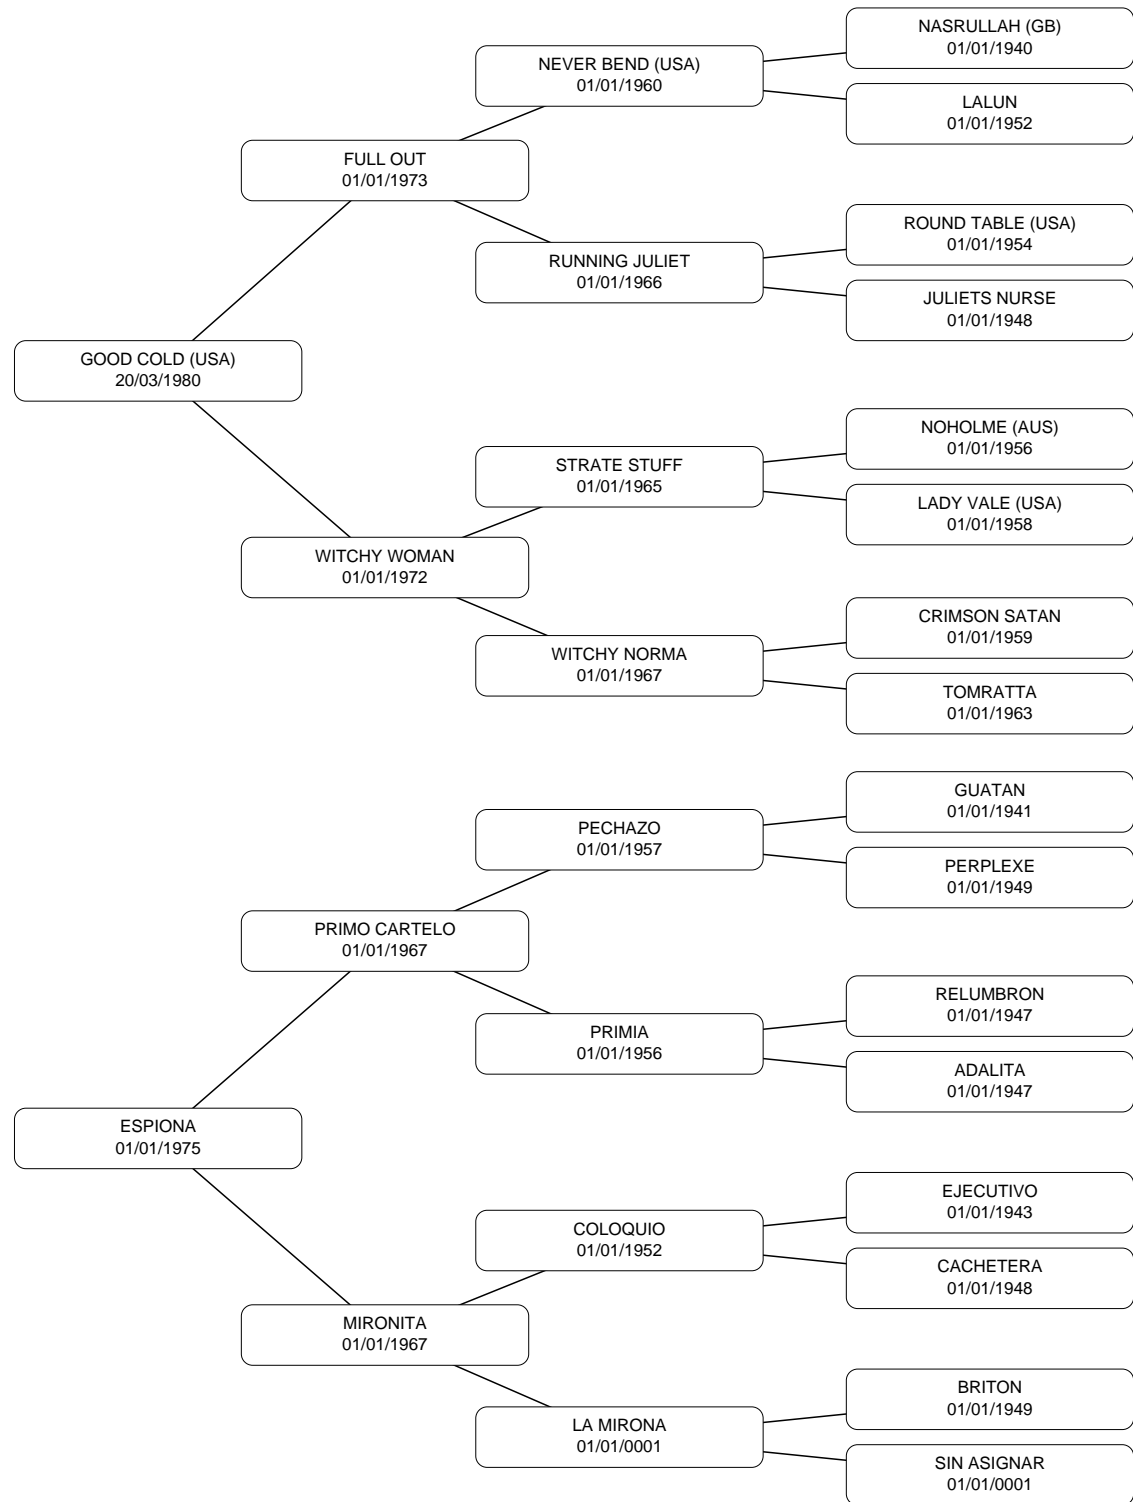 NASRULLAH (GB)
01/01/1940
NEVER BEND (USA)
01/01/1960
LALUN
01/01/1952
FULL OUT
01/01/1973
ROUND TABLE (USA)
01/01/1954
RUNNING JULIET
01/01/1966
JULIETS NURSE
01/01/1948
GOOD COLD (USA)
20/03/1980
NOHOLME (AUS)
01/01/1956
STRATE STUFF
01/01/1965
LADY VALE (USA)
01/01/1958
WITCHY WOMAN
01/01/1972
CRIMSON SATAN
01/01/1959
WITCHY NORMA
01/01/1967
TOMRATTA
01/01/1963
GUATAN
01/01/1941
PECHAZO
01/01/1957
PERPLEXE
01/01/1949
PRIMO CARTELO
01/01/1967
RELUMBRON
01/01/1947
PRIMIA
01/01/1956
ADALITA
01/01/1947
ESPIONA
01/01/1975
EJECUTIVO
01/01/1943
COLOQUIO
01/01/1952
CACHETERA
01/01/1948
MIRONITA
01/01/1967
BRITON
01/01/1949
LA MIRONA
01/01/0001
SIN ASIGNAR
01/01/0001